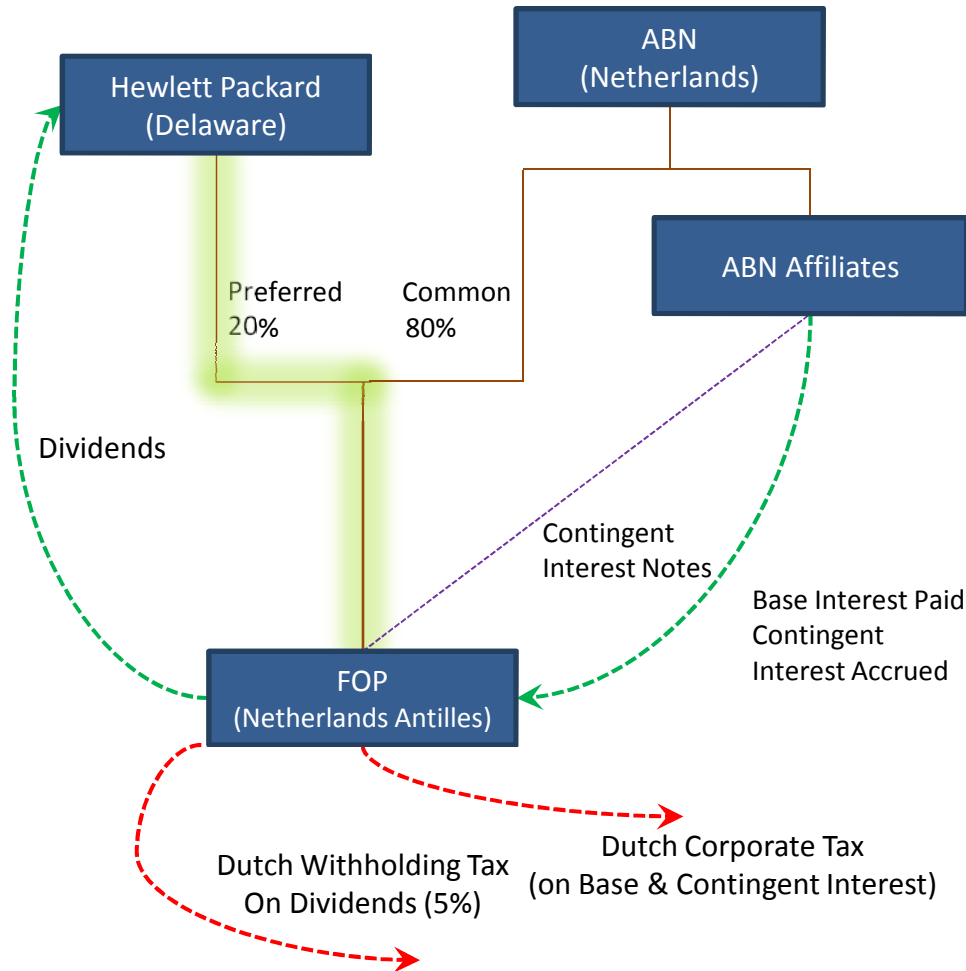 ABN
(Netherlands)
Hewlett Packard
(Delaware)
ABN Affiliates
Preferred
20%
Common
80%
Dividends
Contingent
Interest Notes
Base Interest Paid
Contingent
Interest Accrued
FOP
(Netherlands Antilles)
Dutch Corporate Tax
(on Base & Contingent Interest)
Dutch Withholding Tax
On Dividends (5%)